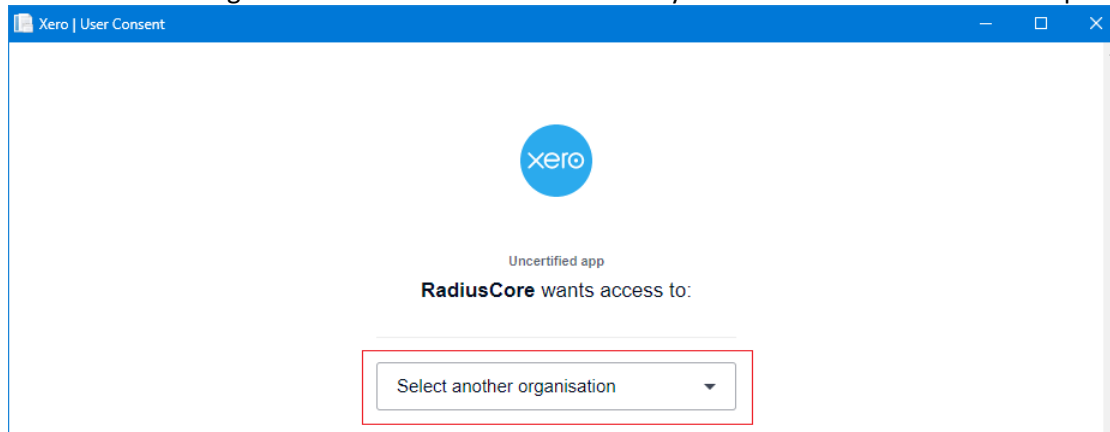 Xero | User Consent
xero
Uncertified app
RadiusCore wants access to:
Select another organisation